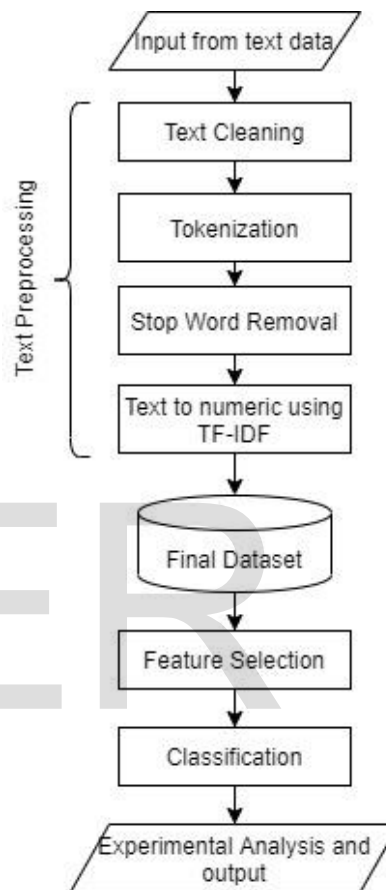 Input from text data
Text Cleaning
Text Preprocessing
Tokenization
Stop Word Removal
Text to numeric using
TF-IDF
Final Dataset
ER
Feature Selection
Classification
Experimental Analysis and
output